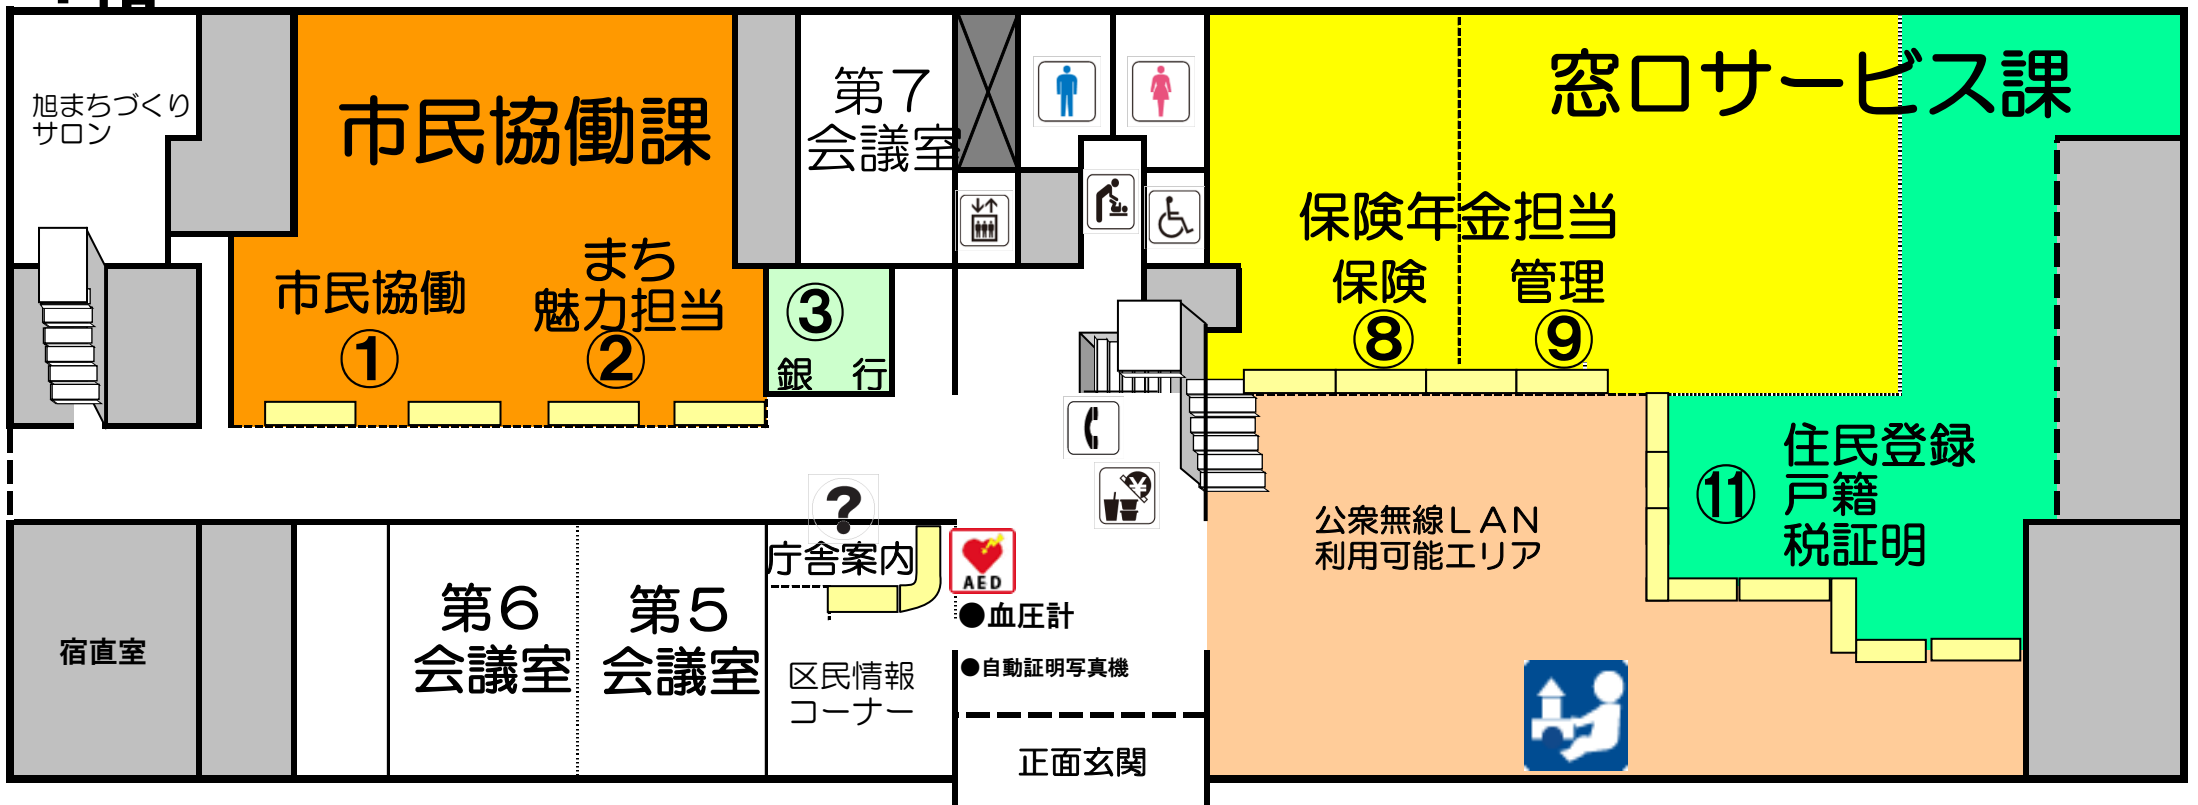 旭まちづくり
サロン
市民協働課
市民協働
①
まち
魅力担当
②
③
銀　行
第７
会議室
窓口サービス課
保険年金担当
保険
⑧
管理
⑨
⑪
住民登録
戸籍
税証明
公衆無線ＬＡＮ
利用可能エリア
?
庁舎案内
AED
●血圧計
●自動証明写真機
宿直室
第６
会議室
第５
会議室
区民情報
コーナー
正面玄関